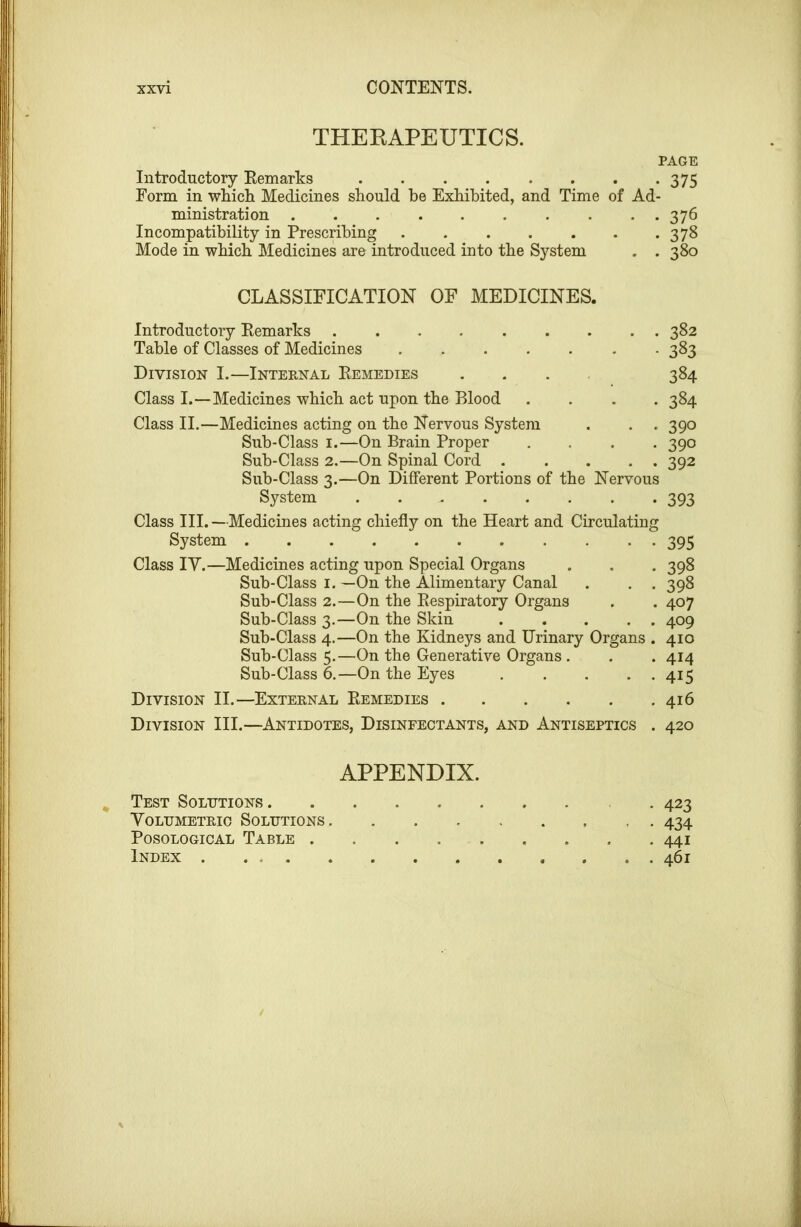 xxvi CONTENTS.
THERAPEUTICS.
PAGE
Introductory Remarks . . . . . . . . 375
Form in which Medicines should be Exhibited, and Time of Ad-
ministration . . . . . . . . . . 376
Incompatibility in Prescribing . . . . . . . 378
Mode in which Medicines are introduced into the System . . 380
CLASSIFICATION OF MEDICINES.
Introductory Remarks . . . . . . . . . 382
Table of Classes of Medicines . . . . . . . 383
Division I.—Internal Remedies . . . . 384
Class I.—Medicines which act upon the Blood . . . . 384
Class II.—Medicines acting on the Nervous System . . . 390
Sub-Class 1.—On Brain Proper . . . . 390
Sub-Class 2.—On Spinal Cord . . . . . 392
Sub-Class 3.—On Different Portions of the Nervous
System . . . . . . . . 393
Class III.—Medicines acting chiefly on the Heart and Circulating
System . . . . . . . . . . . 395
Class IV.—Medicines acting upon Special Organs . . . 398
Sub-Class 1.—On the Alimentary Canal . . . 398
Sub-Class 2.—On the Respiratory Organs . . 407
Sub-Class 3.—On the Skin . . . . . 409
Sub-Class 4.—On the Kidneys and Urinary Organs . 410
Sub-Class 5.—On the Generative Organs . . . 414
Sub-Class 6.—On the Eyes . . . . . 415
Division II.—External Remedies . . . . . . 416
Division III.—Antidotes, Disinfectants, and Antiseptics . 420
APPENDIX.
Test Solutions . . . . . . . . . 423
Volumetric Solutions . . . . . . . . . 434
Posological Table . . . . . . . . . 441
Index . . . . . . . . . . . . . 461